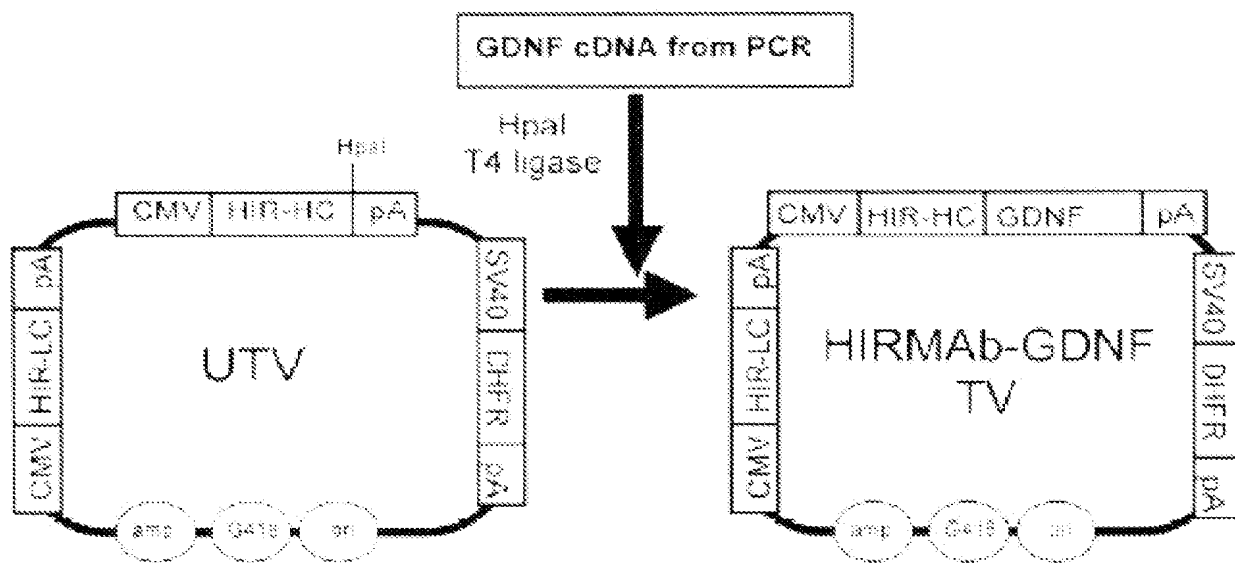 GDNF cDNA from PCR
HpaI
T4 ligase
HpaI
CMV HIR-HC pA
pA
HIR-LC
CMV
UTV
SV40
DHFR
pA
amp G418 ori
CMV HIR-HC GDNF pA
pA
HIR-LC
CMV
HIRMAb-GDNF
TV
SV40
DHFR
pA
amp G418 ori